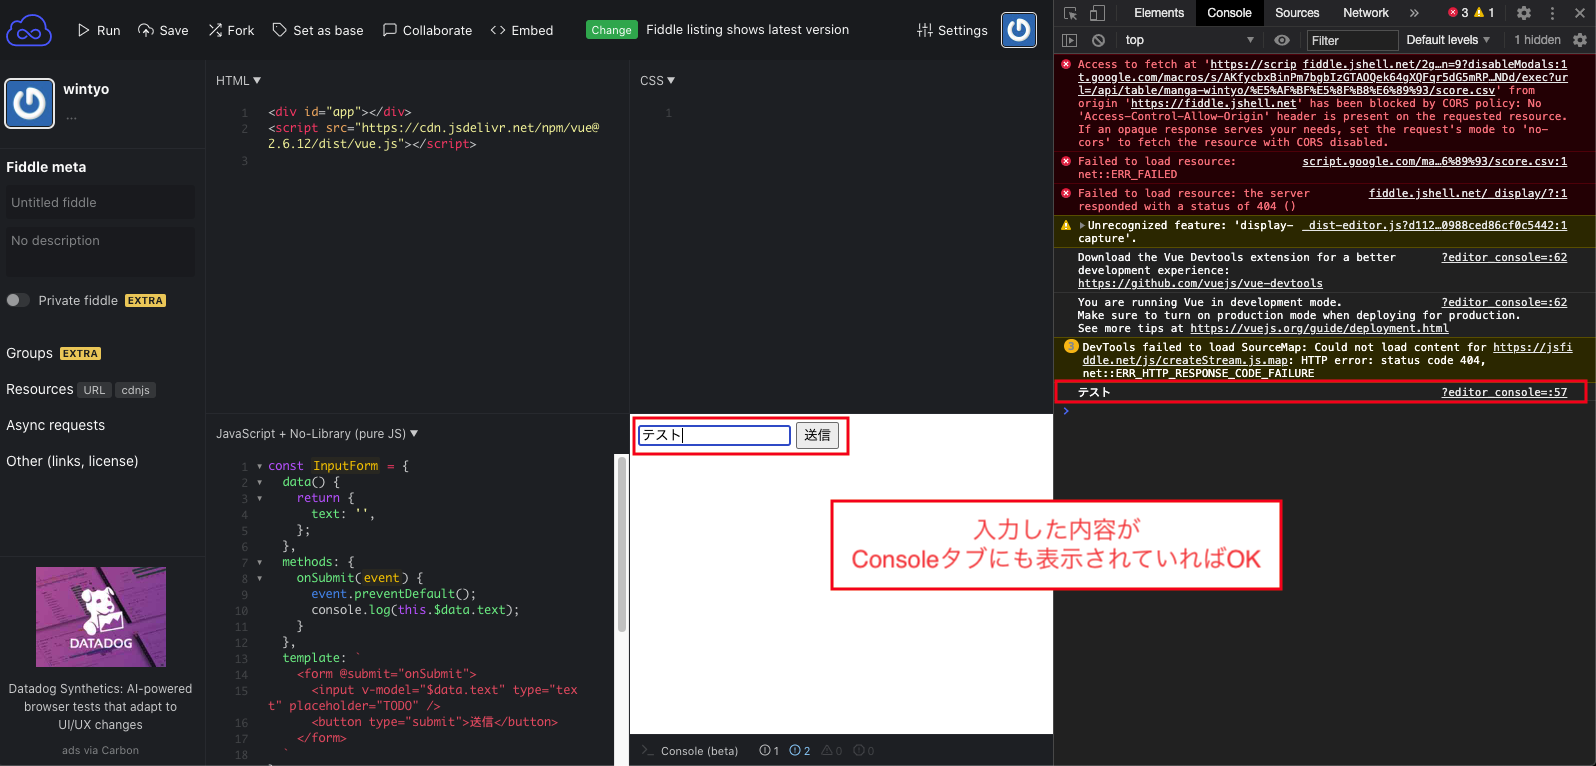 Run
Save
Fork
Set as base
Collaborate
Embed
Change
Fiddle listing shows latest version
Settings
wintyo
...
Fiddle meta
Untitled fiddle
No description
Private fiddle EXTRA
Groups EXTRA
Resources URL cdnjs
Async requests
Other (links, license)
DATADOG
Datadog Synthetics: AI-powered
browser tests that adapt to
UI/UX changes
ads via Carbon
HTML ▼
1 <div id="app"></div>
2 <script src="https://cdn.jsdelivr.net/npm/vue@
2.6.12/dist/vue.js"></script>
3
CSS ▼
1
JavaScript + No-Library (pure JS) ▼
1 const InputForm = {
2 data() {
3 return {
4 text: '',
5 };
6 },
7 methods: {
8 onSubmit(event) {
9 event.preventDefault();
10 console.log(this.$data.text);
11 }
12 },
13 template: `
14 <form @submit="onSubmit">
15 <input v-model="$data.text" type="tex
t" placeholder="TODO" />
16 <button type="submit">送信</button>
17 </form>
18 `
テスト 送信
入力した内容が
Consoleタブにも表示されていればOK
>_ Console (beta) 1 2 0 0
Elements Console Sources Network » 3 1
top Filter Default levels ▼ 1 hidden
Access to fetch at 'https://scrip fiddle.jshell.net/2g…n=9?disableModals:1
t.google.com/macros/s/AKfycbxBinPm7bgbIzGTAOQek64gXQFqr5dG5mRP…NDd/exec?ur
l=/api/table/manga-wintyo/%E5%AF%BF%E5%8F%B8%E6%89%93/score.csv' from
origin 'https://fiddle.jshell.net' has been blocked by CORS policy: No
'Access-Control-Allow-Origin' header is present on the requested resource.
If an opaque response serves your needs, set the request's mode to 'no-
cors' to fetch the resource with CORS disabled.
Failed to load resource: script.google.com/ma…6%89%93/score.csv:1
net::ERR_FAILED
Failed to load resource: the server fiddle.jshell.net/_display/?:1
responded with a status of 404 ()
Unrecognized feature: 'display- _dist-editor.js?d112…0988ced86cf0c5442:1
capture'.
Download the Vue Devtools extension for a better ?editor_console=:62
development experience:
https://github.com/vuejs/vue-devtools
You are running Vue in development mode. ?editor_console=:62
Make sure to turn on production mode when deploying for production.
See more tips at https://vuejs.org/guide/deployment.html
3 DevTools failed to load SourceMap: Could not load content for https://jsfi
ddle.net/js/createStream.js.map: HTTP error: status code 404,
net::ERR_HTTP_RESPONSE_CODE_FAILURE
テスト ?editor_console=:57